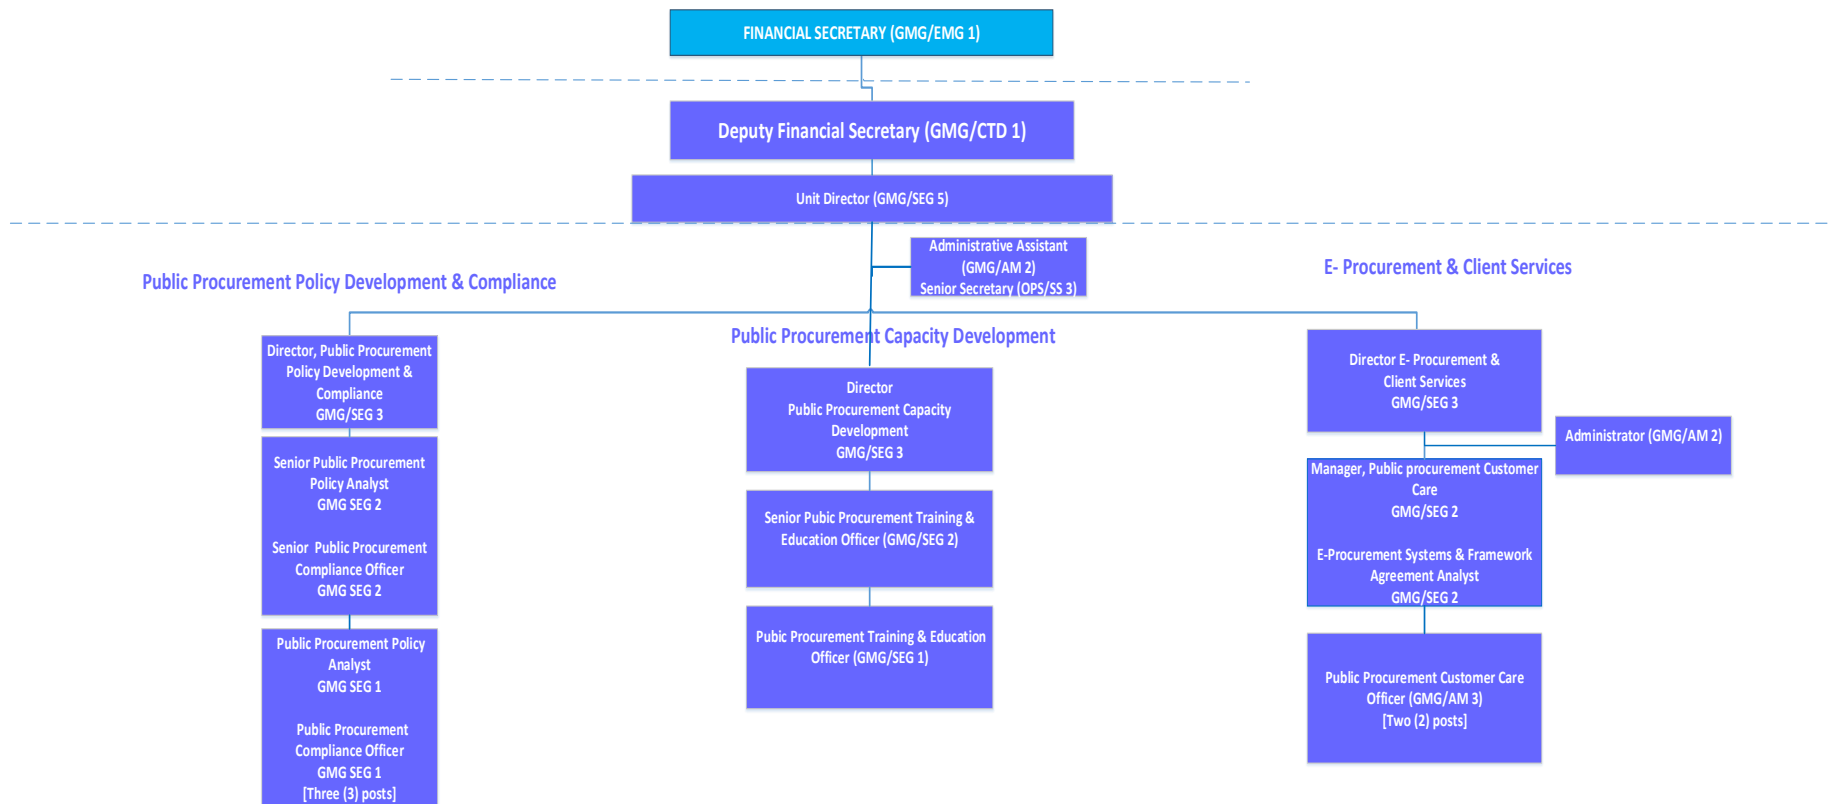 FINANCIAL SECRETARY (GMG/EMG 1)
Deputy Financial Secretary (GMG/CTD 1)
Unit Director (GMG/SEG 5)
Administrative Assistant
(GMG/AM 2)
Senior Secretary (OPS/SS 3)
Public Procurement Policy Development & Compliance
E- Procurement & Client Services
Public Procurement Capacity Development
Director, Public Procurement
Policy Development &
Compliance
GMG/SEG 3
Senior Public Procurement
Policy Analyst
GMG SEG 2
Senior  Public Procurement
Compliance Officer
GMG SEG 2
Public Procurement Policy
Analyst
GMG SEG 1
Public Procurement
Compliance Officer
GMG SEG 1
[Three (3) posts]
Director
Public Procurement Capacity
Development
GMG/SEG 3
Senior Pubic Procurement Training &
Education Officer (GMG/SEG 2)
Pubic Procurement Training & Education
Officer (GMG/SEG 1)
Director E- Procurement &
Client Services
GMG/SEG 3
Administrator (GMG/AM 2)
Manager, Public procurement Customer
Care
GMG/SEG 2
E-Procurement Systems & Framework
Agreement Analyst
GMG/SEG 2
Public Procurement Customer Care
Officer (GMG/AM 3)
[Two (2) posts]